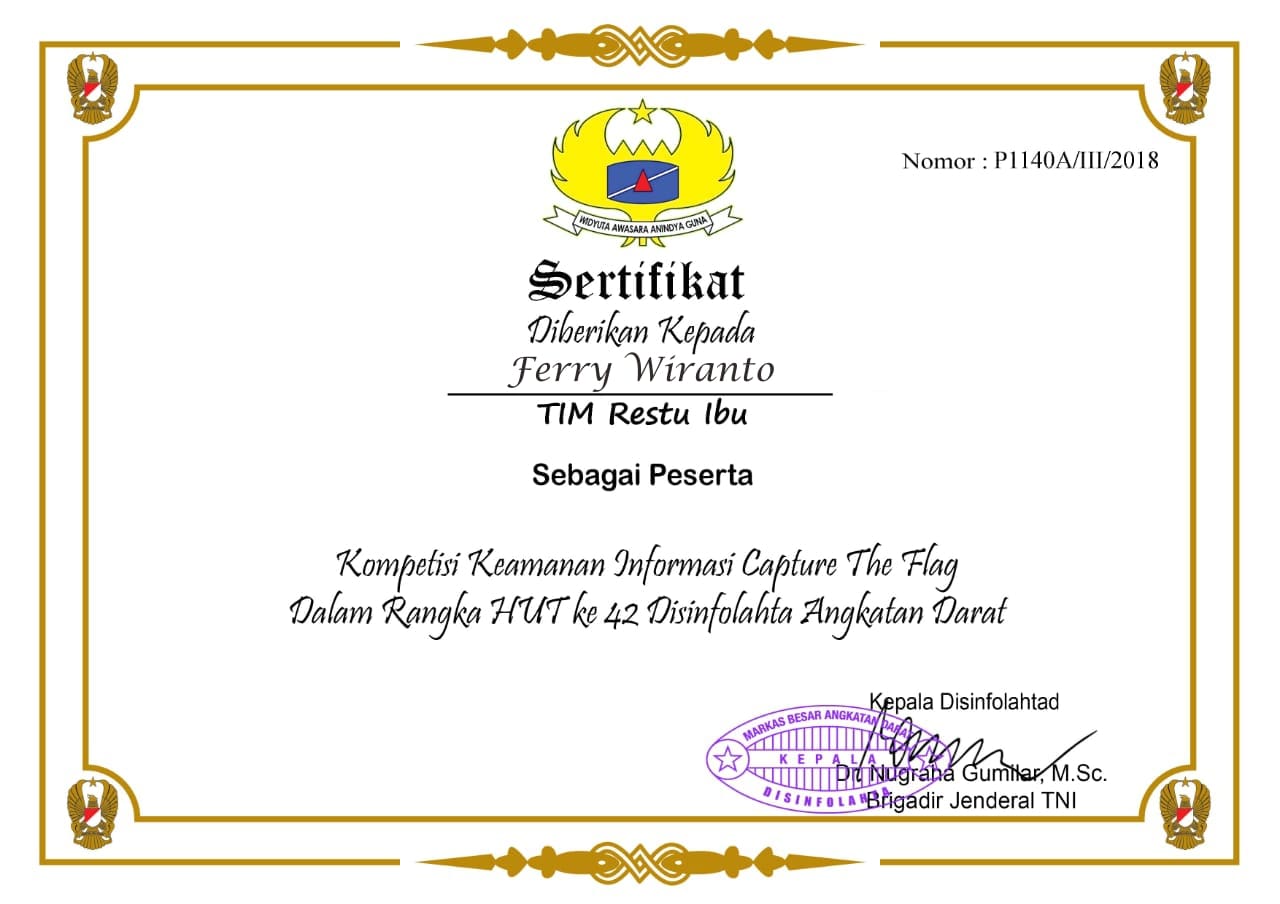 Nomor : P1140A/III/2018
WIDYUTA AWASARA ANINDYA GUNA
Sertifikat
Diberikan Kepada
Ferry Wiranto
TIM Restu Ibu
Sebagai Peserta
Kompetisi Keamanan Informasi Capture The Flag
Dalam Rangka HUT ke 42 Disinfolahta Angkatan Darat
Kepala Disinfolahtad
MARKAS BESAR ANGKATAN DARAT
KEPALA
DISINFOLAHTA
Dr. Nugraha Gumilar, M.Sc.
Brigadir Jenderal TNI